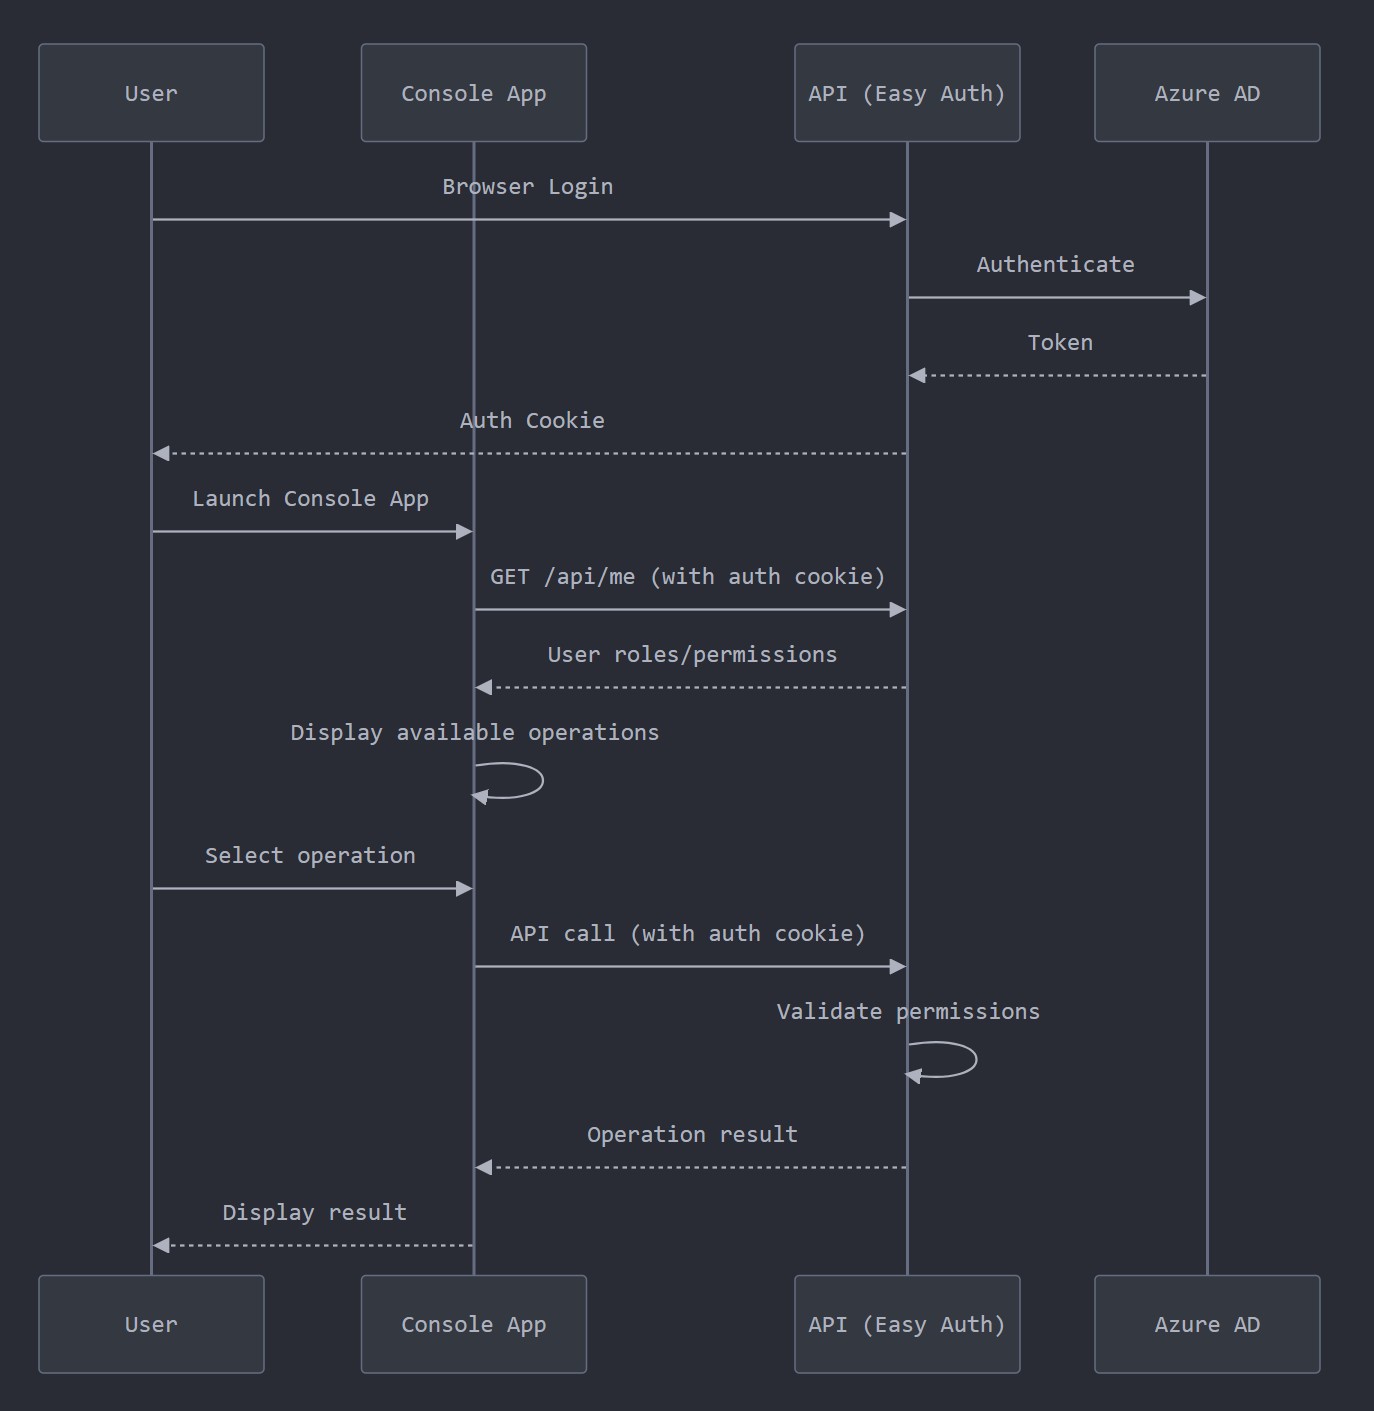 User
Console App
API (Easy Auth)
Azure AD
Browser Login
Authenticate
Token
Auth Cookie
Launch Console App
GET /api/me (with auth cookie)
User roles/permissions
Display available operations
Select operation
API call (with auth cookie)
Validate permissions
Operation result
Display result
User
Console App
API (Easy Auth)
Azure AD